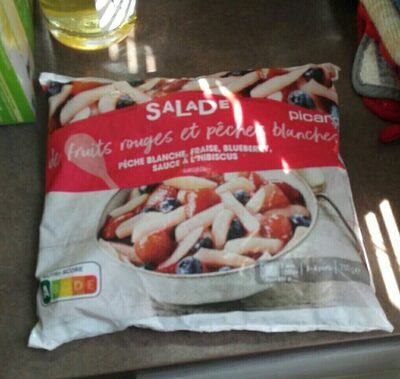 SALADE
picard
de fruits rouges et pêches blanches
PÊCHE BLANCHE, FRAISE, BLUEBERRY,
SAUCE À L'HIBISCUS
NUTRI-SCORE
A B C D E